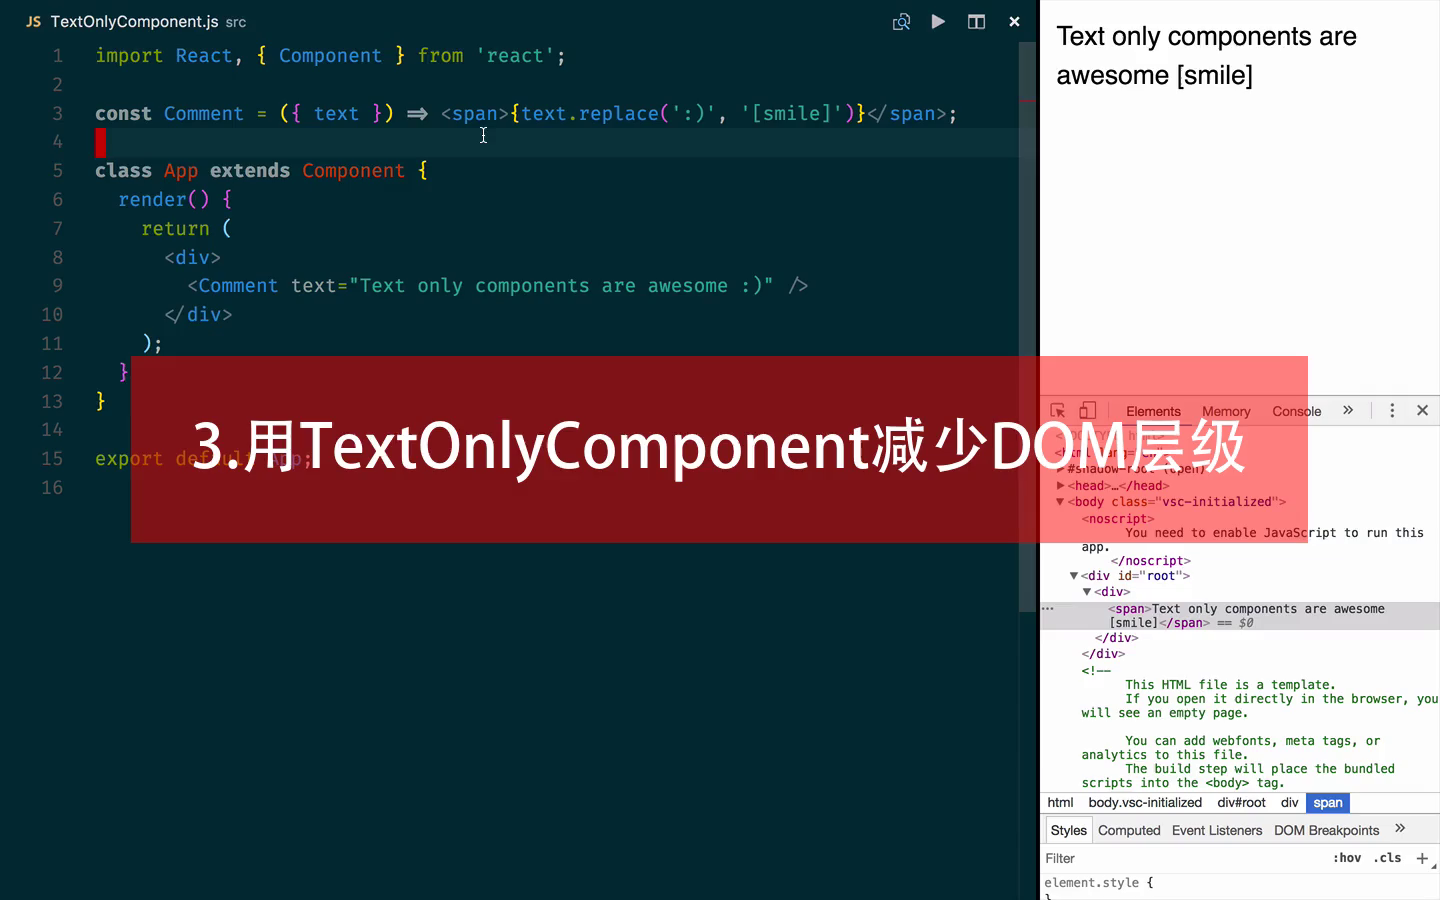 JS TextOnlyComponent.js src
1 import React, { Component } from 'react';
2
3 const Comment = ({ text }) => <span>{text.replace(':)', '[smile]')}</span>;
4
5 class App extends Component {
6 render() {
7 return (
8 <div>
9 <Comment text="Text only components are awesome :)" />
10 </div>
11 );
12 }
13 }
14
15 export default App;
16
3.用TextOnlyComponent减少DOM层级
Text only components are
awesome [smile]
Elements Memory Console »
#shadow-root (open)
<head>…</head>
<body class="vsc-initialized">
<noscript>
You need to enable JavaScript to run this
app.
</noscript>
<div id="root">
<div>
<span>Text only components are awesome
[smile]</span> == $0
</div>
</div>
<!--
This HTML file is a template.
If you open it directly in the browser, you
will see an empty page.
You can add webfonts, meta tags, or
analytics to this file.
The build step will place the bundled
scripts into the <body> tag.
html body.vsc-initialized div#root div span
Styles Computed Event Listeners DOM Breakpoints »
Filter :hov .cls +
element.style {
}